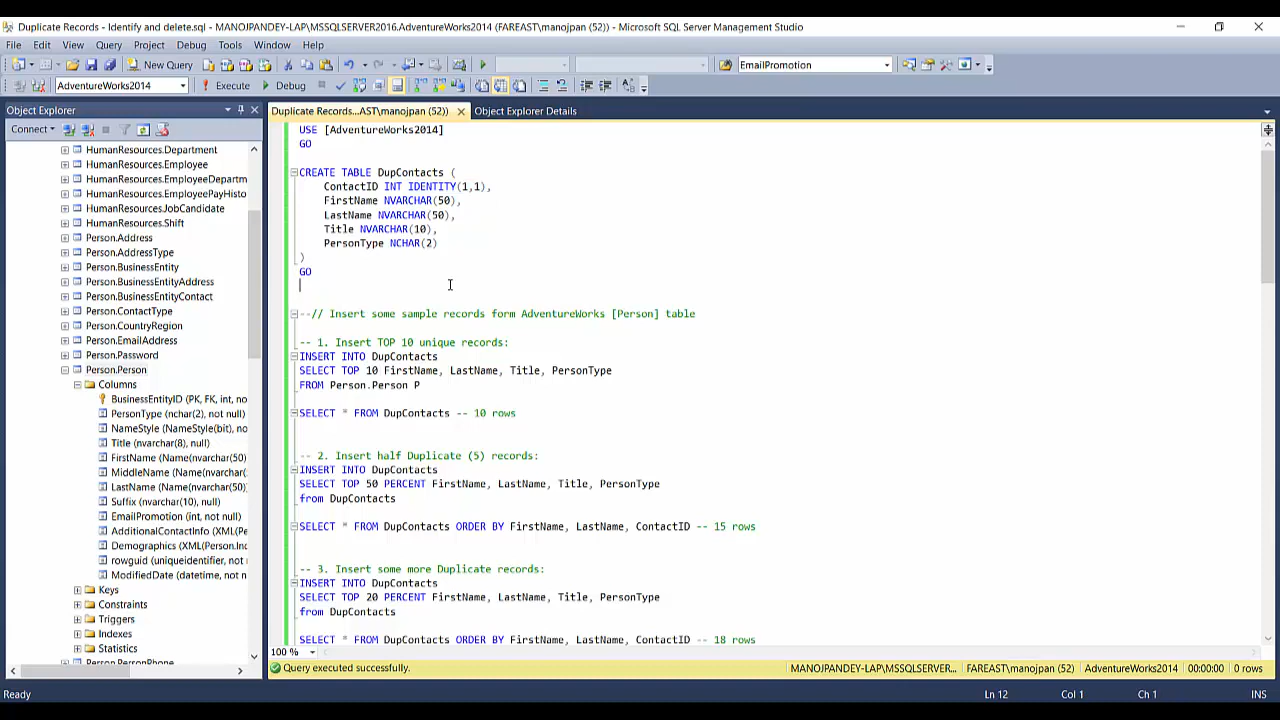 Duplicate Records - Identify and delete.sql - MANOJPANDEY-LAP\MSSQLSERVER2016.AdventureWorks2014 (FAREAST\manojpan (52)) - Microsoft SQL Server Management Studio
File Edit View Query Project Debug Tools Window Help
New Query EmailPromotion
AdventureWorks2014 Execute Debug
Object Explorer
Duplicate Records...AST\manojpan (52)) Object Explorer Details
Connect
HumanResources.Department
HumanResources.Employee
HumanResources.EmployeeDepartm
HumanResources.EmployeePayHisto
HumanResources.JobCandidate
HumanResources.Shift
Person.Address
Person.AddressType
Person.BusinessEntity
Person.BusinessEntityAddress
Person.BusinessEntityContact
Person.ContactType
Person.CountryRegion
Person.EmailAddress
Person.Password
Person.Person
Columns
BusinessEntityID (PK, FK, int, no
PersonType (nchar(2), not null)
NameStyle (NameStyle(bit), not
Title (nvarchar(8), null)
FirstName (Name(nvarchar(50)
MiddleName (Name(nvarchar(
LastName (Name(nvarchar(50))
Suffix (nvarchar(10), null)
EmailPromotion (int, not null)
AdditionalContactInfo (XML(P
Demographics (XML(Person.Inc
rowguid (uniqueidentifier, not
ModifiedDate (datetime, not n
Keys
Constraints
Triggers
Indexes
Statistics
Person.PersonPhone
USE [AdventureWorks2014]
GO
CREATE TABLE DupContacts (
ContactID INT IDENTITY(1,1),
FirstName NVARCHAR(50),
LastName NVARCHAR(50),
Title NVARCHAR(10),
PersonType NCHAR(2)
)
GO
--// Insert some sample records form AdventureWorks [Person] table
-- 1. Insert TOP 10 unique records:
INSERT INTO DupContacts
SELECT TOP 10 FirstName, LastName, Title, PersonType
FROM Person.Person P
SELECT * FROM DupContacts -- 10 rows
-- 2. Insert half Duplicate (5) records:
INSERT INTO DupContacts
SELECT TOP 50 PERCENT FirstName, LastName, Title, PersonType
from DupContacts
SELECT * FROM DupContacts ORDER BY FirstName, LastName, ContactID -- 15 rows
-- 3. Insert some more Duplicate records:
INSERT INTO DupContacts
SELECT TOP 20 PERCENT FirstName, LastName, Title, PersonType
from DupContacts
SELECT * FROM DupContacts ORDER BY FirstName, LastName, ContactID -- 18 rows
100 %
Query executed successfully. MANOJPANDEY-LAP\MSSQLSERVER... FAREAST\manojpan (52) AdventureWorks2014 00:00:00 0 rows
Ready Ln 12 Col 1 Ch 1 INS